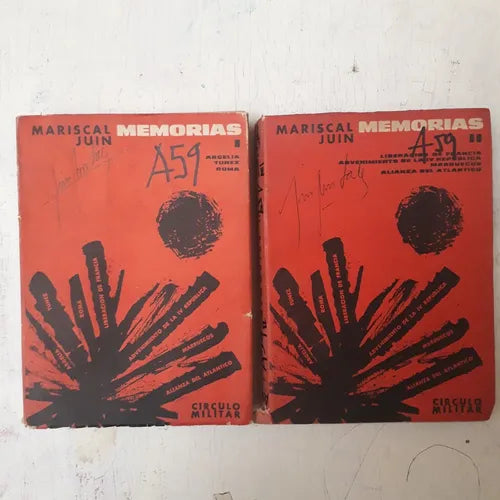 MARISCAL MEMORIAS
JUIN I
ARGELIA
TUNEZ
ROMA
A59
ARGELIA
TUNEZ
ROMA
LIBERACION DE FRANCIA
ADVENIMIENTO DE LA IV REPUBLICA
MARRUECOS
ALIANZA DEL ATLANTICO
CIRCULO
MILITAR
MARISCAL MEMORIAS
JUIN II
LIBERACION DE FRANCIA
ADVENIMIENTO DE LA IV REPUBLICA
MARRUECOS
ALIANZA DEL ATLANTICO
A59
ARGELIA
TUNEZ
ROMA
LIBERACION DE FRANCIA
ADVENIMIENTO DE LA IV REPUBLICA
MARRUECOS
ALIANZA DEL ATLANTICO
CIRCULO
MILITAR